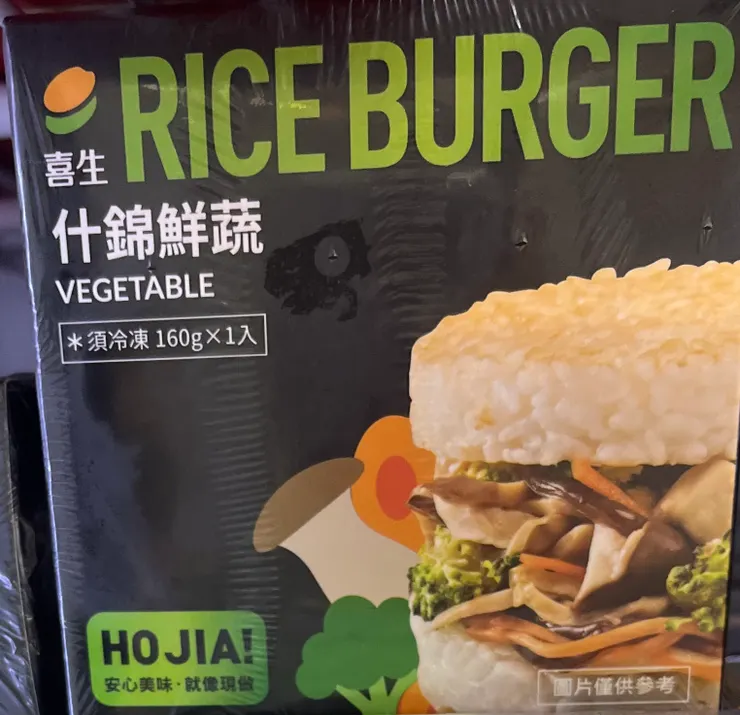 RICE BURGER
喜生
什錦鮮蔬
VEGETABLE
*須冷凍 160g×1入
HOJIA!
安心美味·就像現做
圖片僅供參考